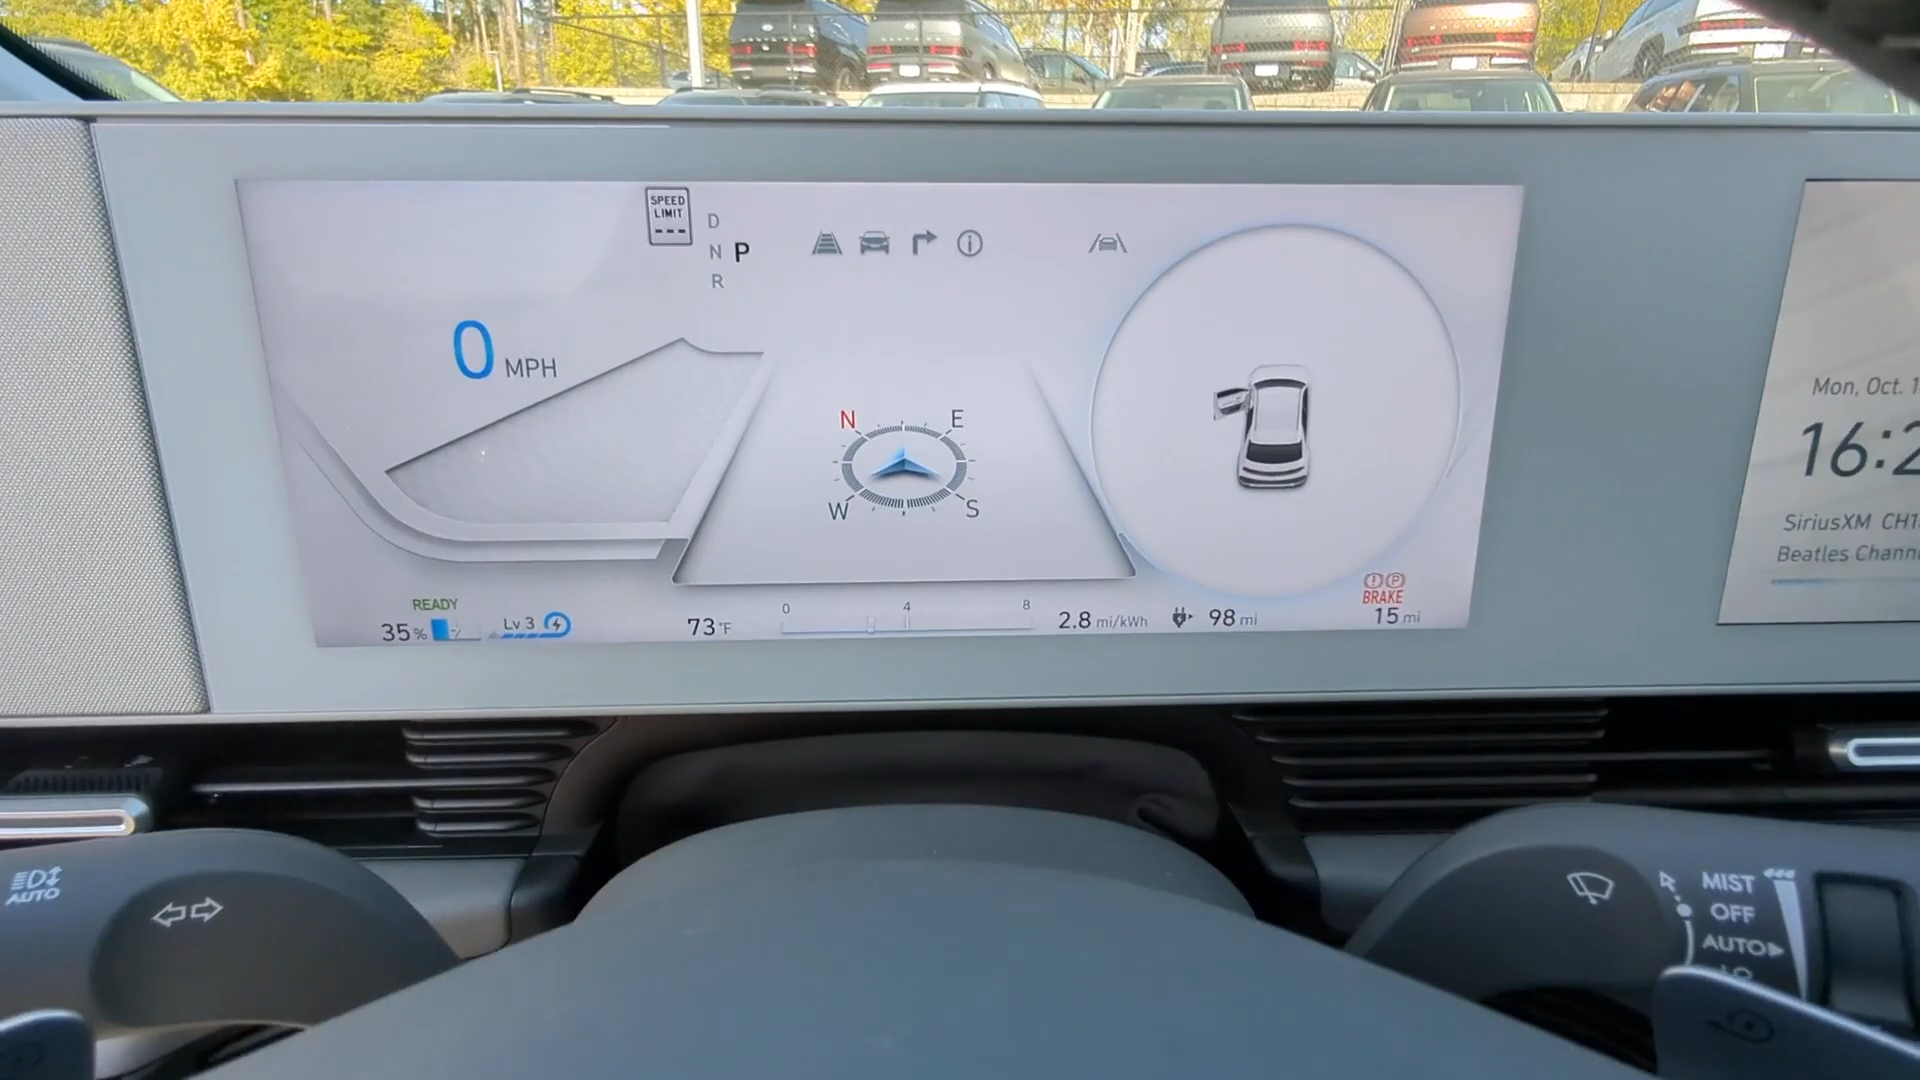 SPEED
LIMIT
---
D
N P
R
0 MPH
N E
W S
Mon, Oct. 1
16:2
SiriusXM CH1
Beatles Chann
READY
35%
Lv 3
73°F
0 4 8
2.8 mi/kWh
98 mi
BRAKE
15 mi
AUTO
MIST
OFF
AUTO
LO